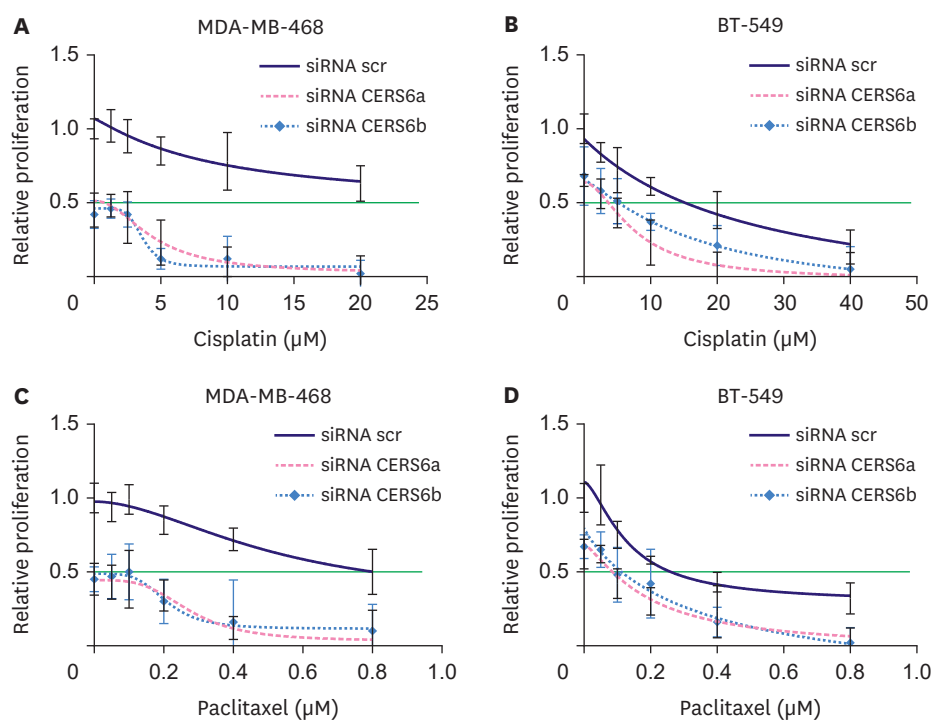 A
MDA-MB-468
1.5
1.0
0.5
0 5 10 15 20 25
Relative proliferation
Cisplatin (µM)
siRNA scr
siRNA CERS6a
siRNA CERS6b
B
BT-549
1.5
1.0
0.5
0 10 20 30 40 50
Relative proliferation
Cisplatin (µM)
siRNA scr
siRNA CERS6a
siRNA CERS6b
C
MDA-MB-468
1.5
1.0
0.5
0 0.2 0.4 0.6 0.8 1.0
Relative proliferation
Paclitaxel (µM)
siRNA scr
siRNA CERS6a
siRNA CERS6b
D
BT-549
1.5
1.0
0.5
0 0.2 0.4 0.6 0.8 1.0
Relative proliferation
Paclitaxel (µM)
siRNA scr
siRNA CERS6a
siRNA CERS6b